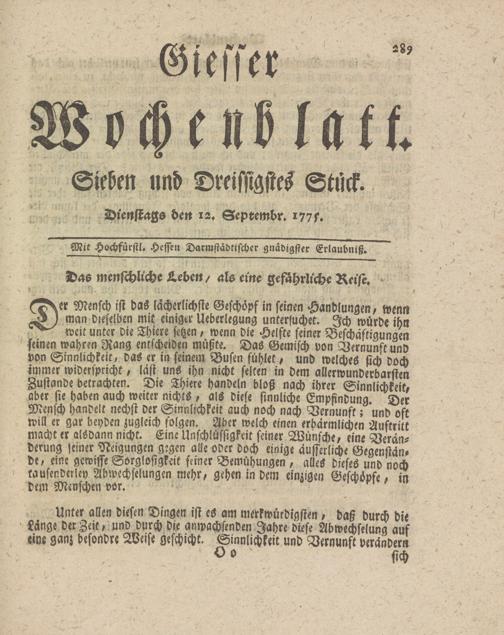 289
Giesser
Wochenblatt.
Sieben und Dreissigstes Stück.
Dienstags den 12. Septembr. 1775.
Mit Hochfürstl. Hessen Darmstädtischer gnädigster Erlaubniß.
Das menschliche Leben, als eine gefährliche Reise.
Der Mensch ist das lächerlichste Geschöpf in seinen Handlungen, wenn
man dieselben mit einiger Ueberlegung untersuchet. Ich würde ihn
weit unter die Thiere setzen, wenn die Helfte seiner Beschäftigungen
seinen wahren Rang entscheiden müßte. Das Gemisch von Vernunft und
von Sinnlichkeit, das er in seinem Busen fühlet, und welches sich doch
immer widerspricht, läst uns ihn nicht selten in dem allerwunderbarsten
Zustande betrachten. Die Thiere handeln bloß nach ihrer Sinnlichkeit,
aber sie haben auch weiter nichts, als diese sinnliche Empfindung. Der
Mensch handelt nechst der Sinnlichkeit auch noch nach Vernunft; und oft
will er gar beyden zugleich folgen. Aber welch einen erbärmlichen Auftritt
macht er alsdann nicht. Eine Unschlüssigkeit seiner Wünsche, eine Verän-
derung seiner Neigungen gegen alle oder doch einige äusserliche Gegenstän-
de, eine gewisse Sorglosigkeit seiner Bemühungen, alles dieses und noch
tausenderley Abwechselungen mehr, gehen in dem einzigen Geschöpfe, in
dem Menschen vor.
Unter allen diesen Dingen ist es am merkwürdigsten, daß durch die
Länge der Zeit, und durch die anwachsenden Jahre diese Abwechselung auf
eine ganz besondre Weise geschicht. Sinnlichkeit und Vernunft verändern
Oo
sich